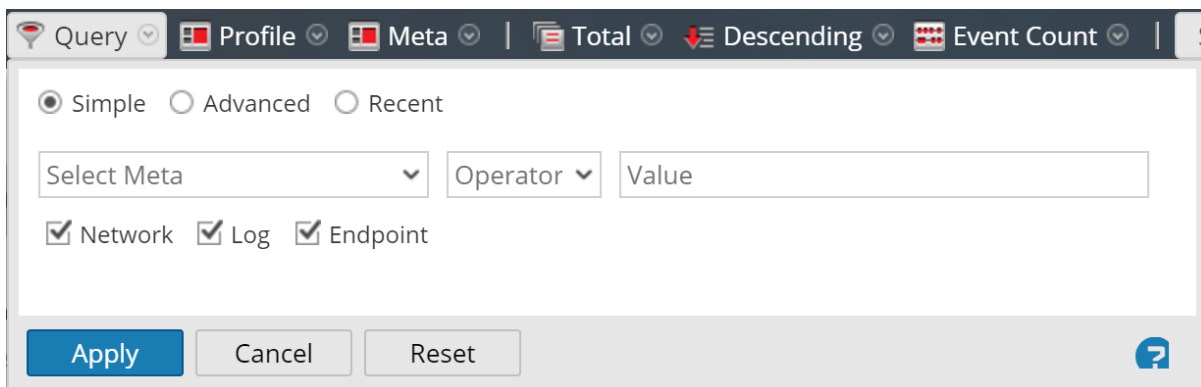 Query Profile Meta | Total Descending Event Count |
Simple Advanced Recent
Select Meta Operator Value
Network Log Endpoint
Apply Cancel Reset ?